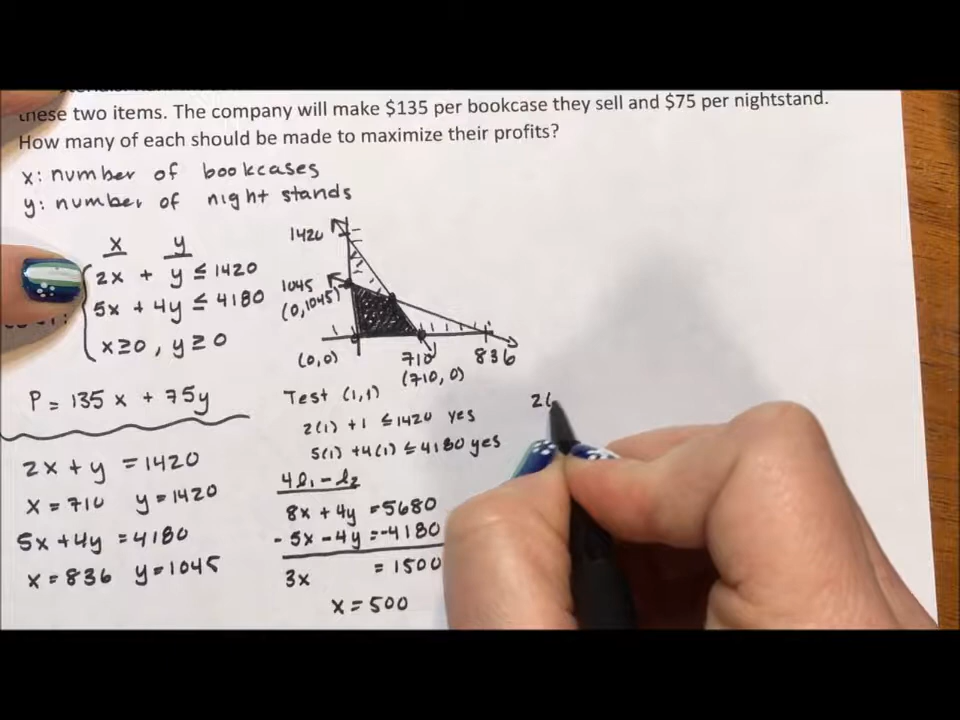 these two items. The company will make $135 per bookcase they sell and $75 per nightstand.
How many of each should be made to maximize their profits?
x: number of bookcases
y: number of night stands
x y
2x + y ≤ 1420
5x + 4y ≤ 4180
x≥0, y≥0
P = 135x + 75y
2x + y = 1420
x = 710 y = 1420
5x + 4y = 4180
x = 836 y = 1045
1420
1045
(0,1045)
(0,0)
710
836
(710, 0)
Test (1,1)
2(1) + 1 ≤ 1420 yes
5(1) + 4(1) ≤ 4180 yes
4l₁ - l₂
8x + 4y = 5680
- 5x - 4y = -4180
3x = 1500
x = 500
2(